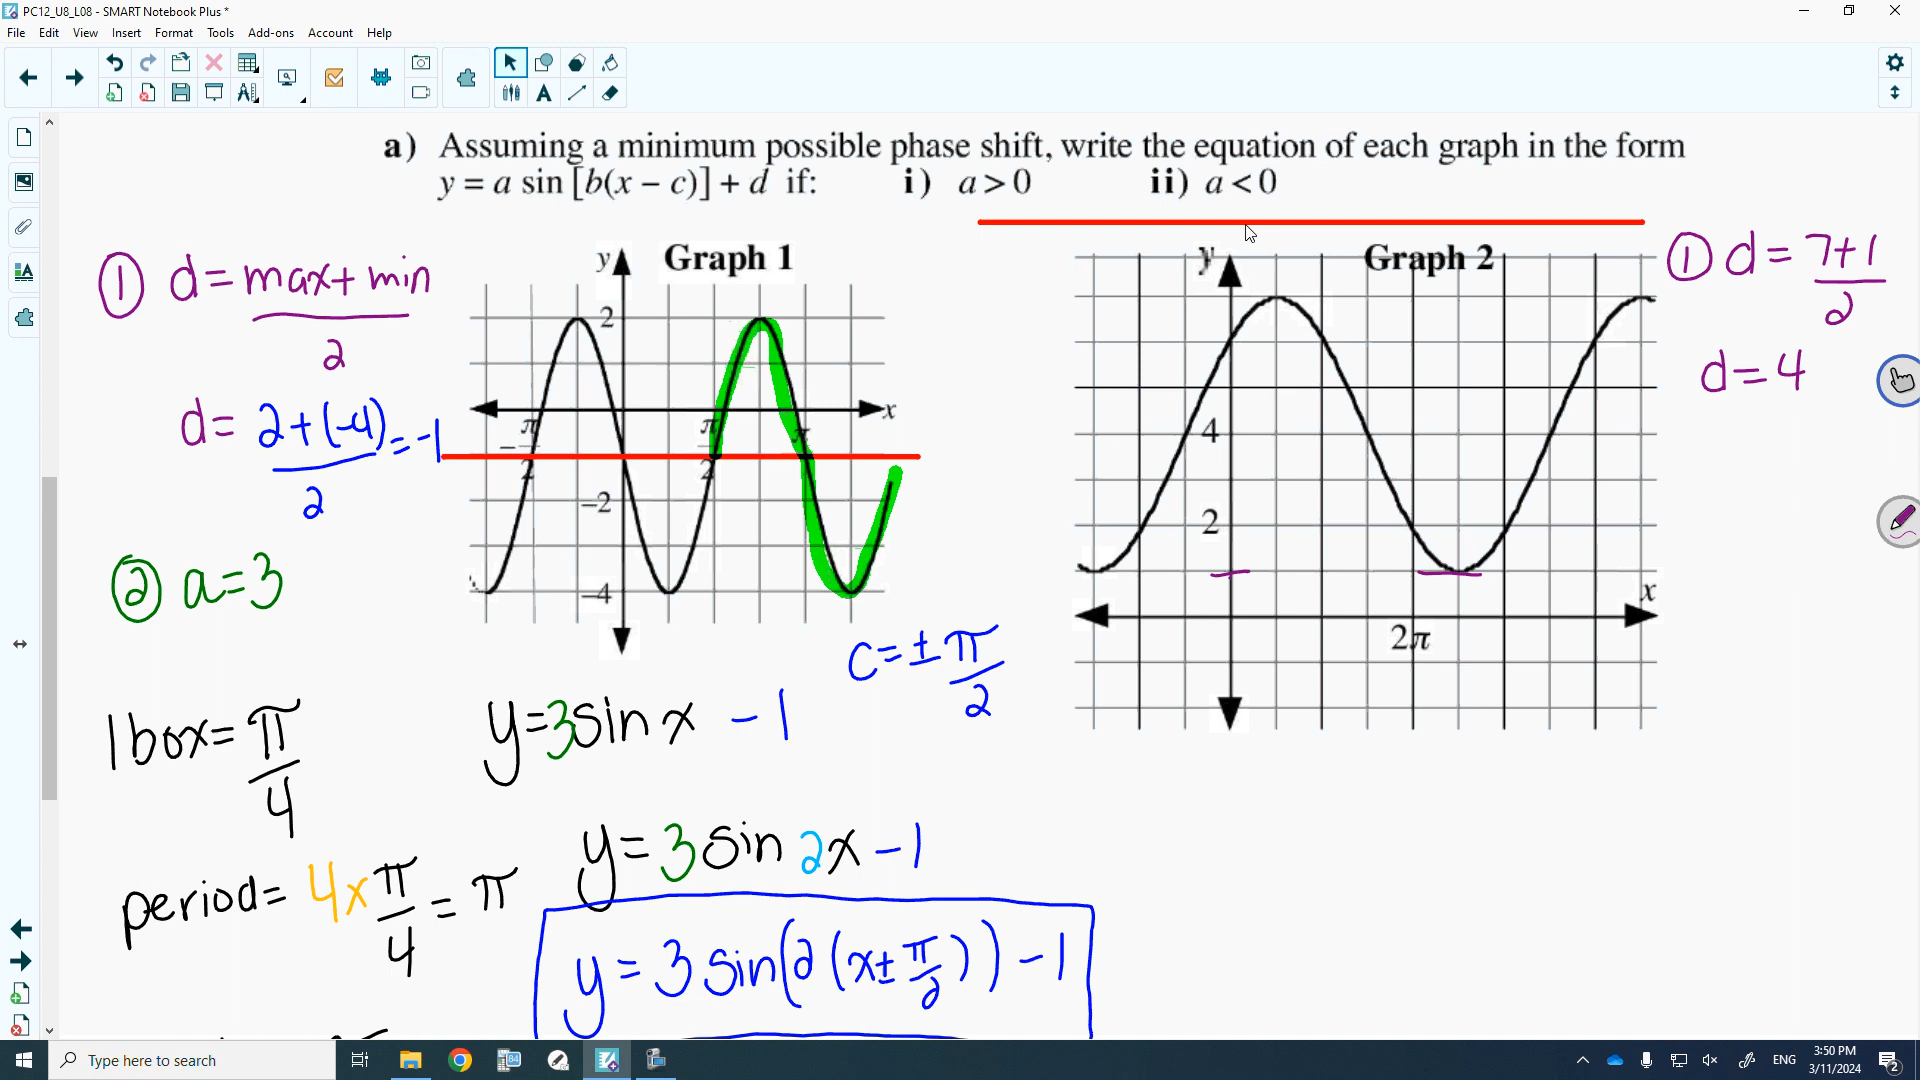 PC12_U8_L08 - SMART Notebook Plus *
File Edit View Insert Format Tools Add-ons Account Help
a) Assuming a minimum possible phase shift, write the equation of each graph in the form
y = a sin [b(x − c)] + d if: i) a > 0 ii) a < 0
① d = max + min
2
d = 2 + (-4) = -1
2
② a = 3
1 box = π
4
period = 4 x π = π
4
Graph 1
y
2
x
− π
2
π
2
π
−2
−4
c = ± π
2
y = 3 sin x - 1
y = 3 sin 2x - 1
y = 3 sin(2(x ± π/2)) - 1
Graph 2
y
4
2
x
2π
① d = 7 + 1
2
d = 4
Type here to search
84
ENG
3:50 PM
3/11/2024
2